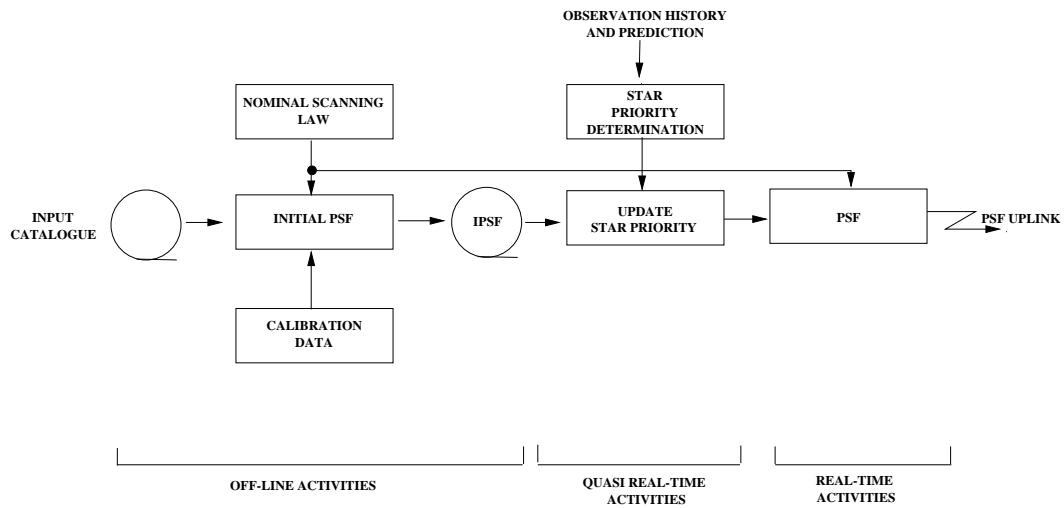 OBSERVATION HISTORY
AND PREDICTION
NOMINAL SCANNING
LAW
STAR
PRIORITY
DETERMINATION
INPUT
CATALOGUE
INITIAL PSF
IPSF
UPDATE
STAR PRIORITY
PSF
PSF UPLINK
CALIBRATION
DATA
OFF-LINE ACTIVITIES
QUASI REAL-TIME
ACTIVITIES
REAL-TIME
ACTIVITIES